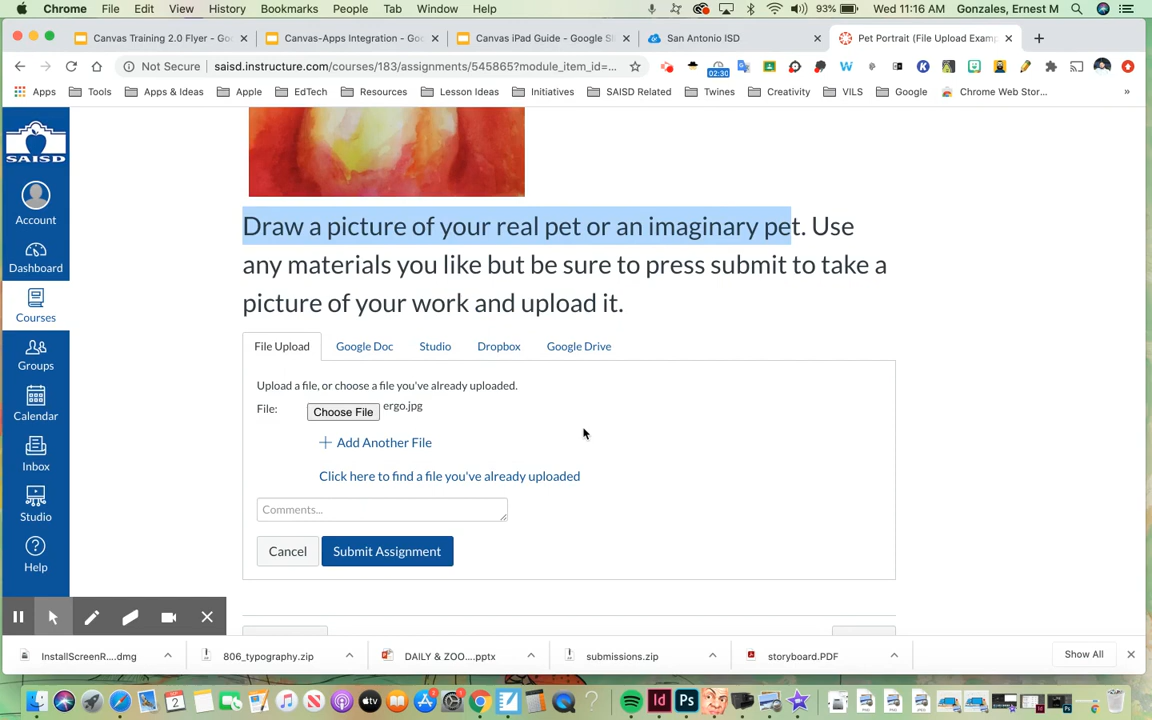 Chrome File Edit View History Bookmarks People Tab Window Help 93% Wed 11:16 AM Gonzales, Ernest M
Canvas Training 2.0 Flyer - Goo Canvas-Apps Integration - Goo Canvas iPad Guide - Google Sl San Antonio ISD Pet Portrait (File Upload Examp
Not Secure saisd.instructure.com/courses/183/assignments/545865?module_item_id=... 02:30
Apps Tools Apps & Ideas Apple EdTech Resources Lesson Ideas Initiatives SAISD Related Twines Creativity VILS Google Chrome Web Stor... »
SAISD
Account
Dashboard
Courses
Groups
Calendar
Inbox
Studio
Help
Draw a picture of your real pet or an imaginary pet. Use
any materials you like but be sure to press submit to take a
picture of your work and upload it.
File Upload Google Doc Studio Dropbox Google Drive
Upload a file, or choose a file you've already uploaded.
File: Choose File ergo.jpg
+ Add Another File
Click here to find a file you've already uploaded
Comments...
Cancel Submit Assignment
InstallScreenR....dmg 806_typography.zip DAILY & ZOO....pptx submissions.zip storyboard.PDF Show All